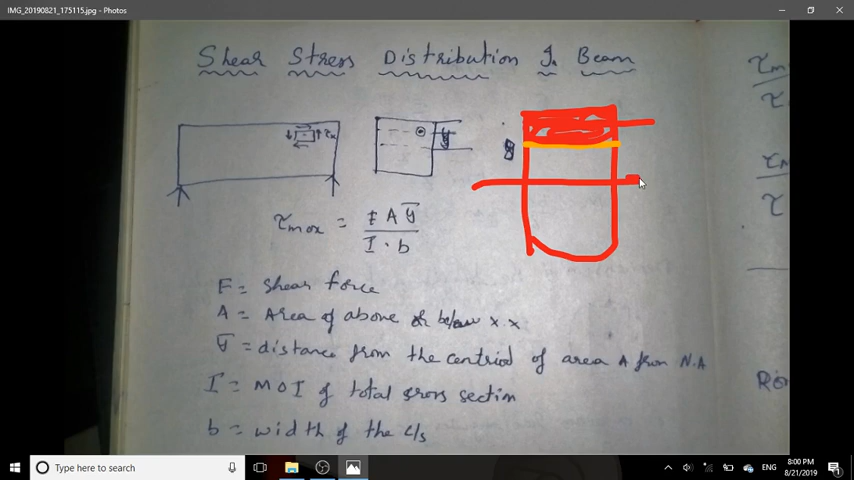 IMG_20190821_175115.jpg - Photos
Shear Stress Distribution In Beam
τmax = F A ȳ
I · b
F = Shear force
A = Area of above or below x.x
ȳ = distance from the centriod of area A from N.A
I = M O I of total cross section
b = width of the c/s
Type here to search
ENG
8:00 PM
8/21/2019